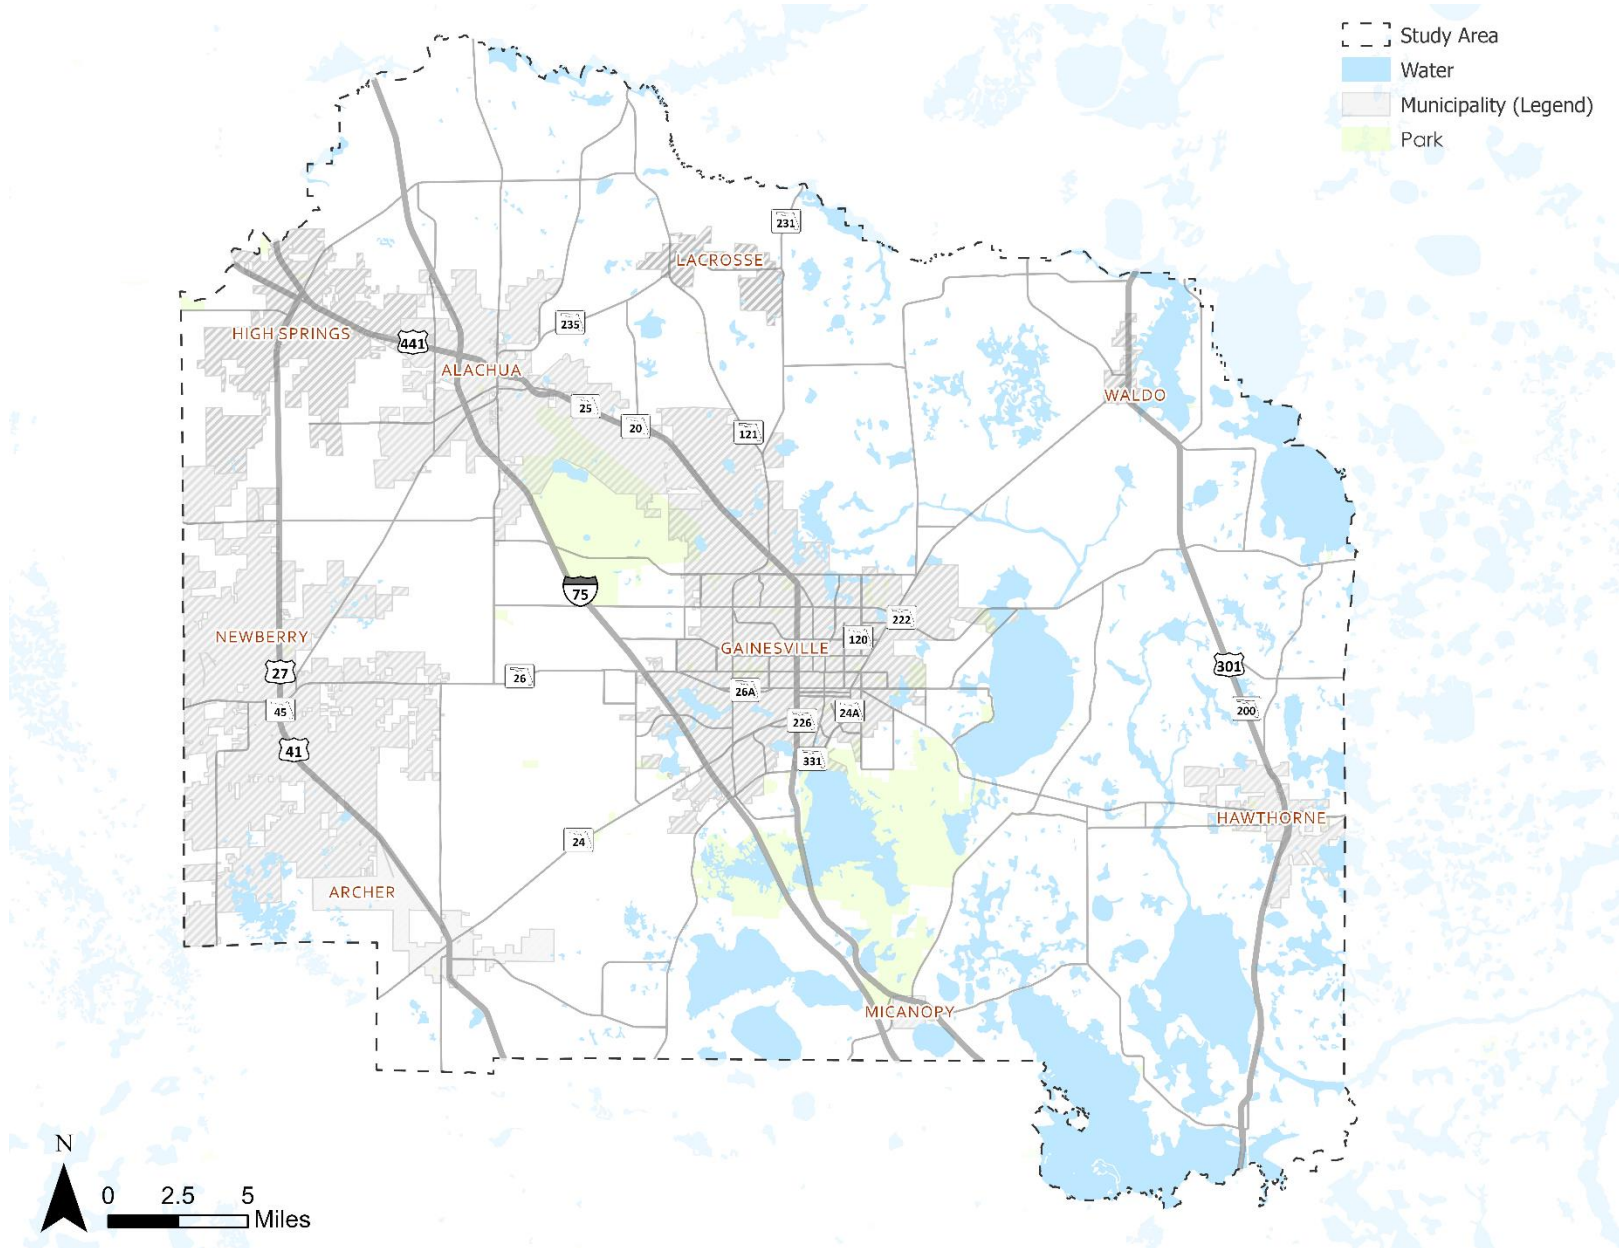 Study Area
Water
Municipality (Legend)
Park
231
LACROSSE
HIGH SPRINGS
441
235
ALACHUA
WALDO
25
20
121
75
222
NEWBERRY
GAINESVILLE
120
27
26
26A
301
45
226
24A
200
41
331
24
HAWTHORNE
ARCHER
MICANOPY
N
0 2.5 5
Miles